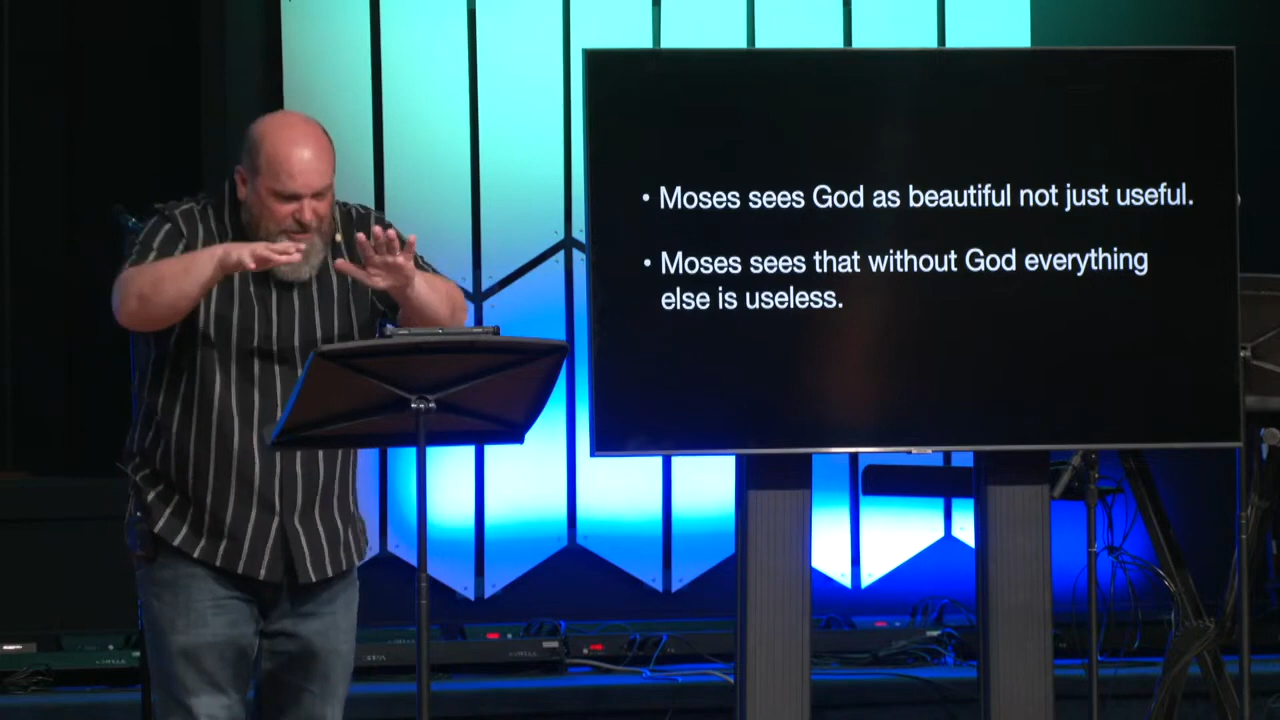 • Moses sees God as beautiful not just useful.
• Moses sees that without God everything
else is useless.